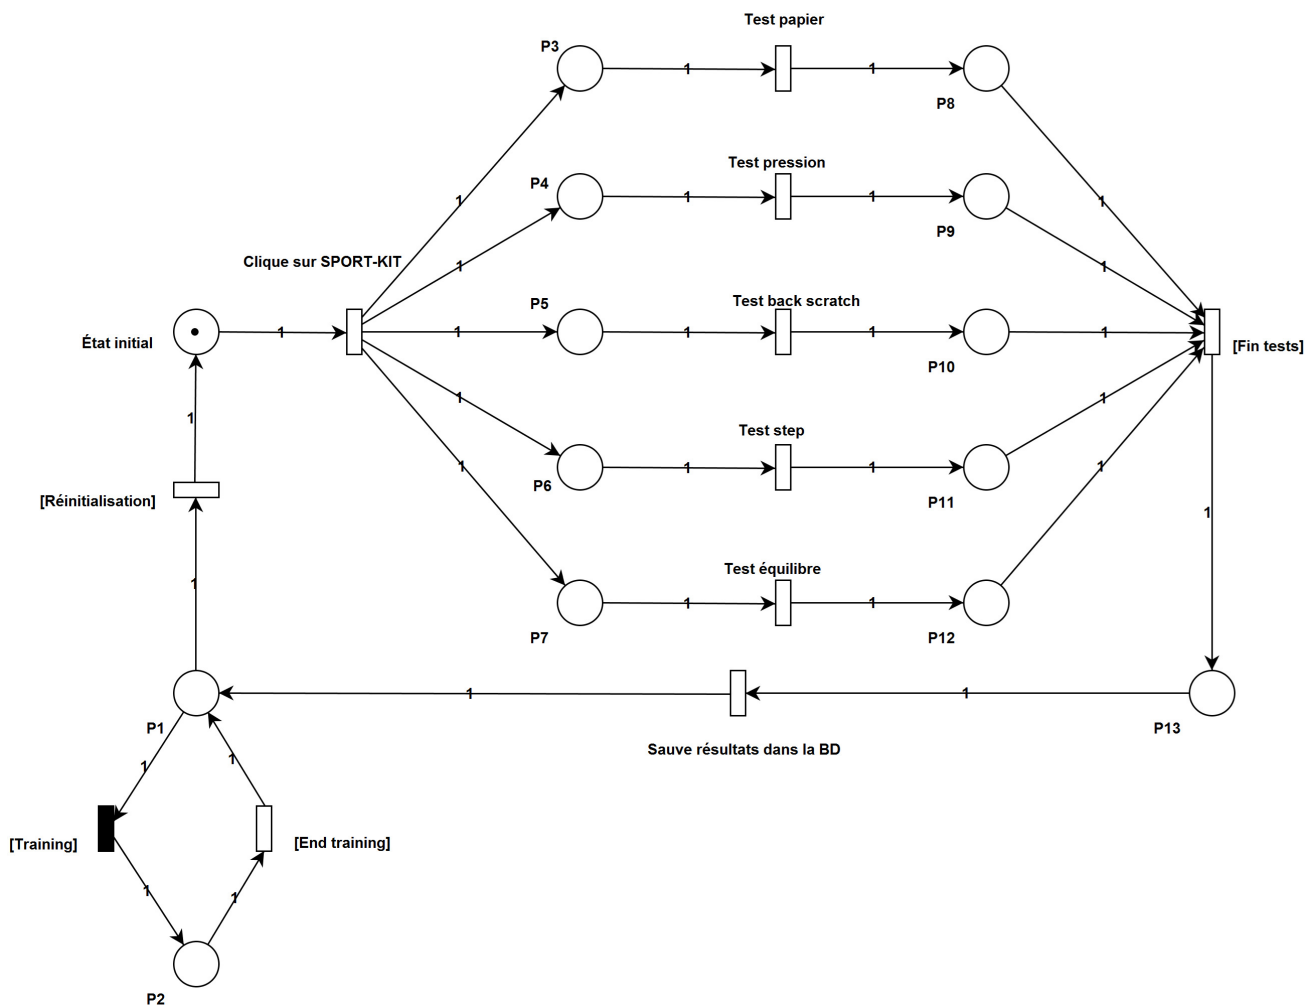 Test papier
P3
1
1
P8
Test pression
P4
1
1
1
1
P9
Clique sur SPORT-KIT
1
1
Test back scratch
P5
État initial
1
1
1
1
1
[Fin tests]
P10
1
1
1
Test step
1
1
1
1
P6
[Réinitialisation]
P11
1
Test équilibre
1
1
1
P7
P12
1
1
P1
P13
Sauve résultats dans la BD
1
1
[Training]
[End training]
1
1
P2